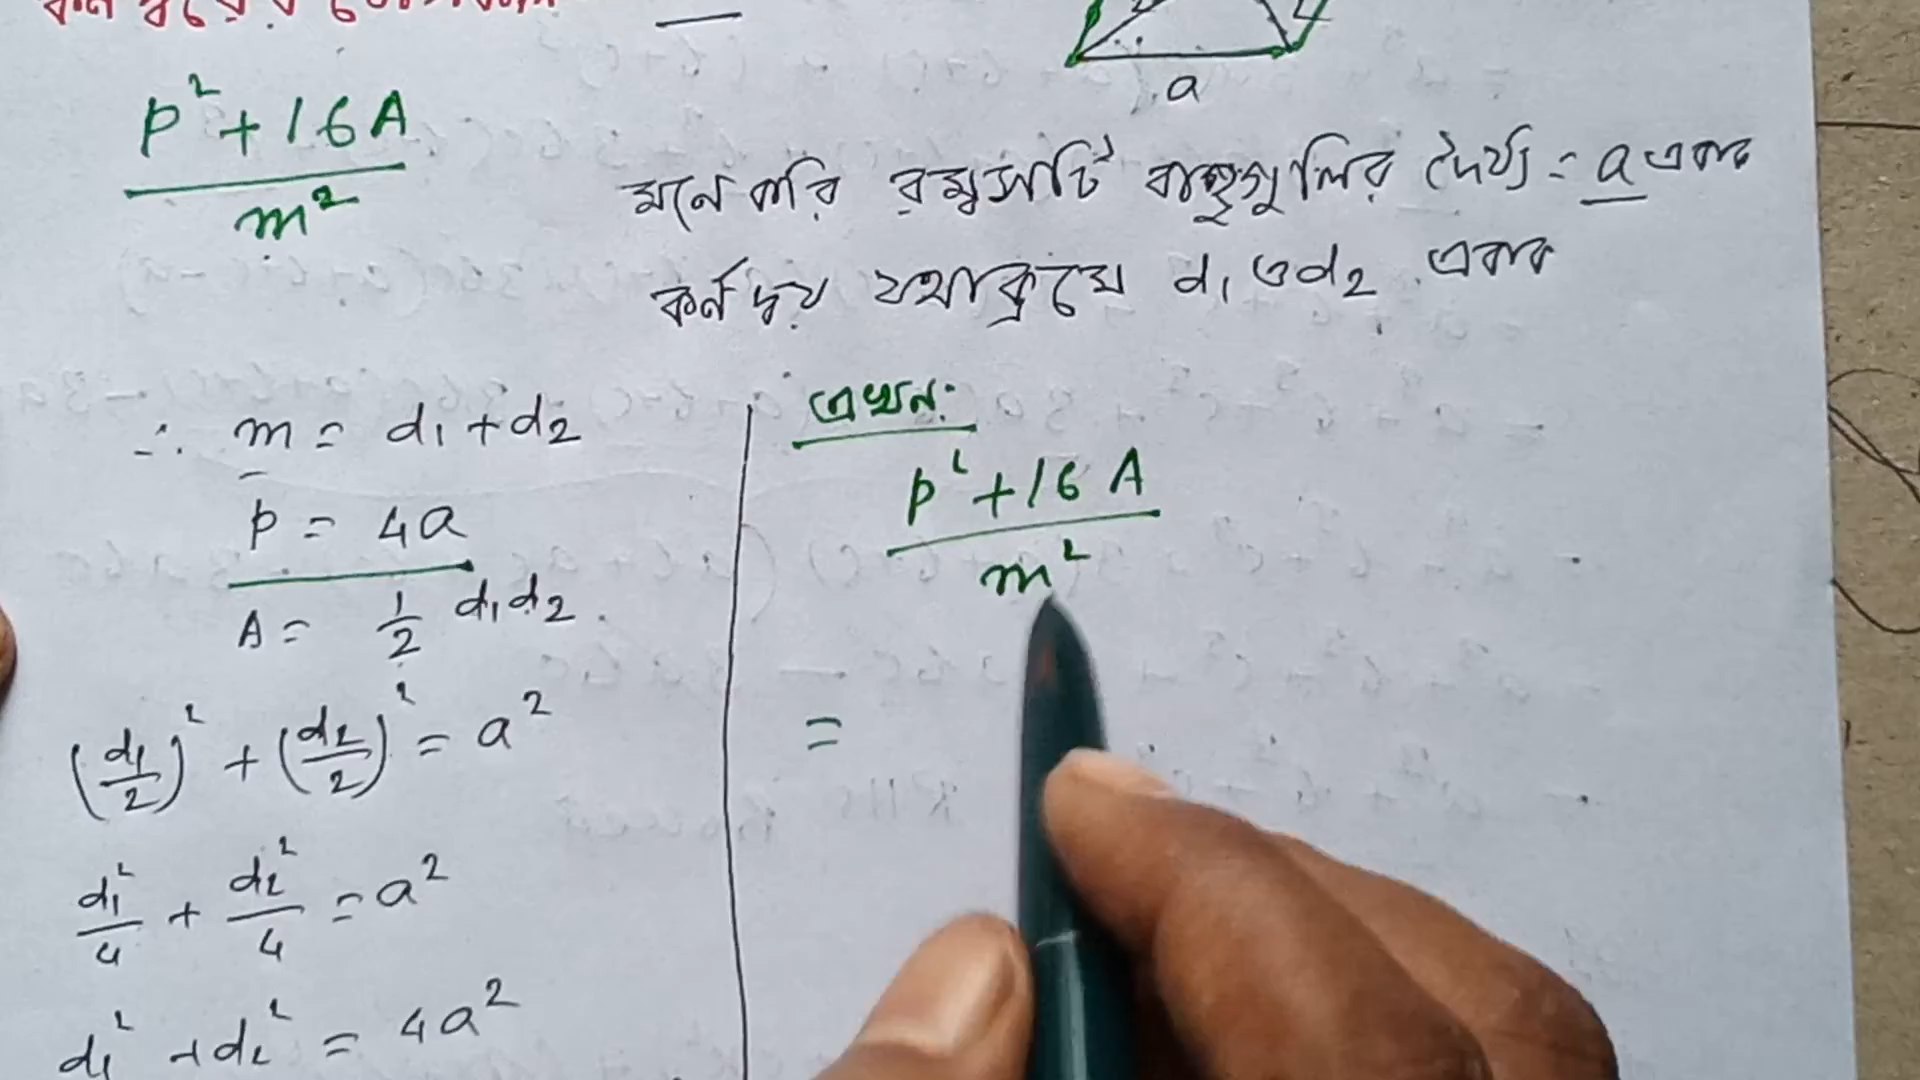 a
p² + 16A
m²
মনে করি রম্বসটি বাহুগুলির দৈর্ঘ্য = a একক
কর্ন দ্বয় যথাক্রমে d₁ ও d₂ একক
∴ m = d₁ + d₂
p = 4a
A = 1/2 d₁d₂.
(d₁/2)² + (d₂/2)² = a²
d₁²/4 + d₂²/4 = a²
d₁² + d₂² = 4a²
এখন:
p² + 16A
m²
=